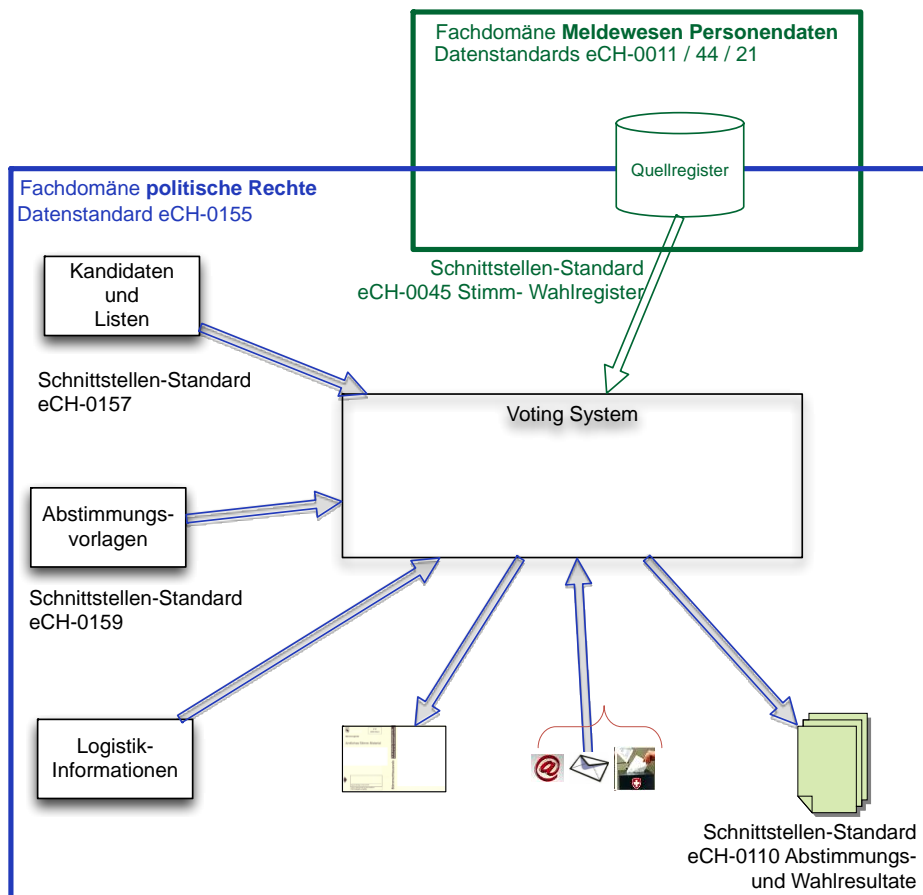 Fachdomäne Meldewesen Personendaten
Datenstandards eCH-0011 / 44 / 21
Quellregister
Fachdomäne politische Rechte
Datenstandard eCH-0155
Kandidaten
und
Listen
Schnittstellen-Standard
eCH-0045 Stimm- Wahlregister
Schnittstellen-Standard
eCH-0157
Voting System
Abstimmungs-
vorlagen
Schnittstellen-Standard
eCH-0159
Logistik-
Informationen
@
Schnittstellen-Standard
eCH-0110 Abstimmungs-
und Wahlresultate